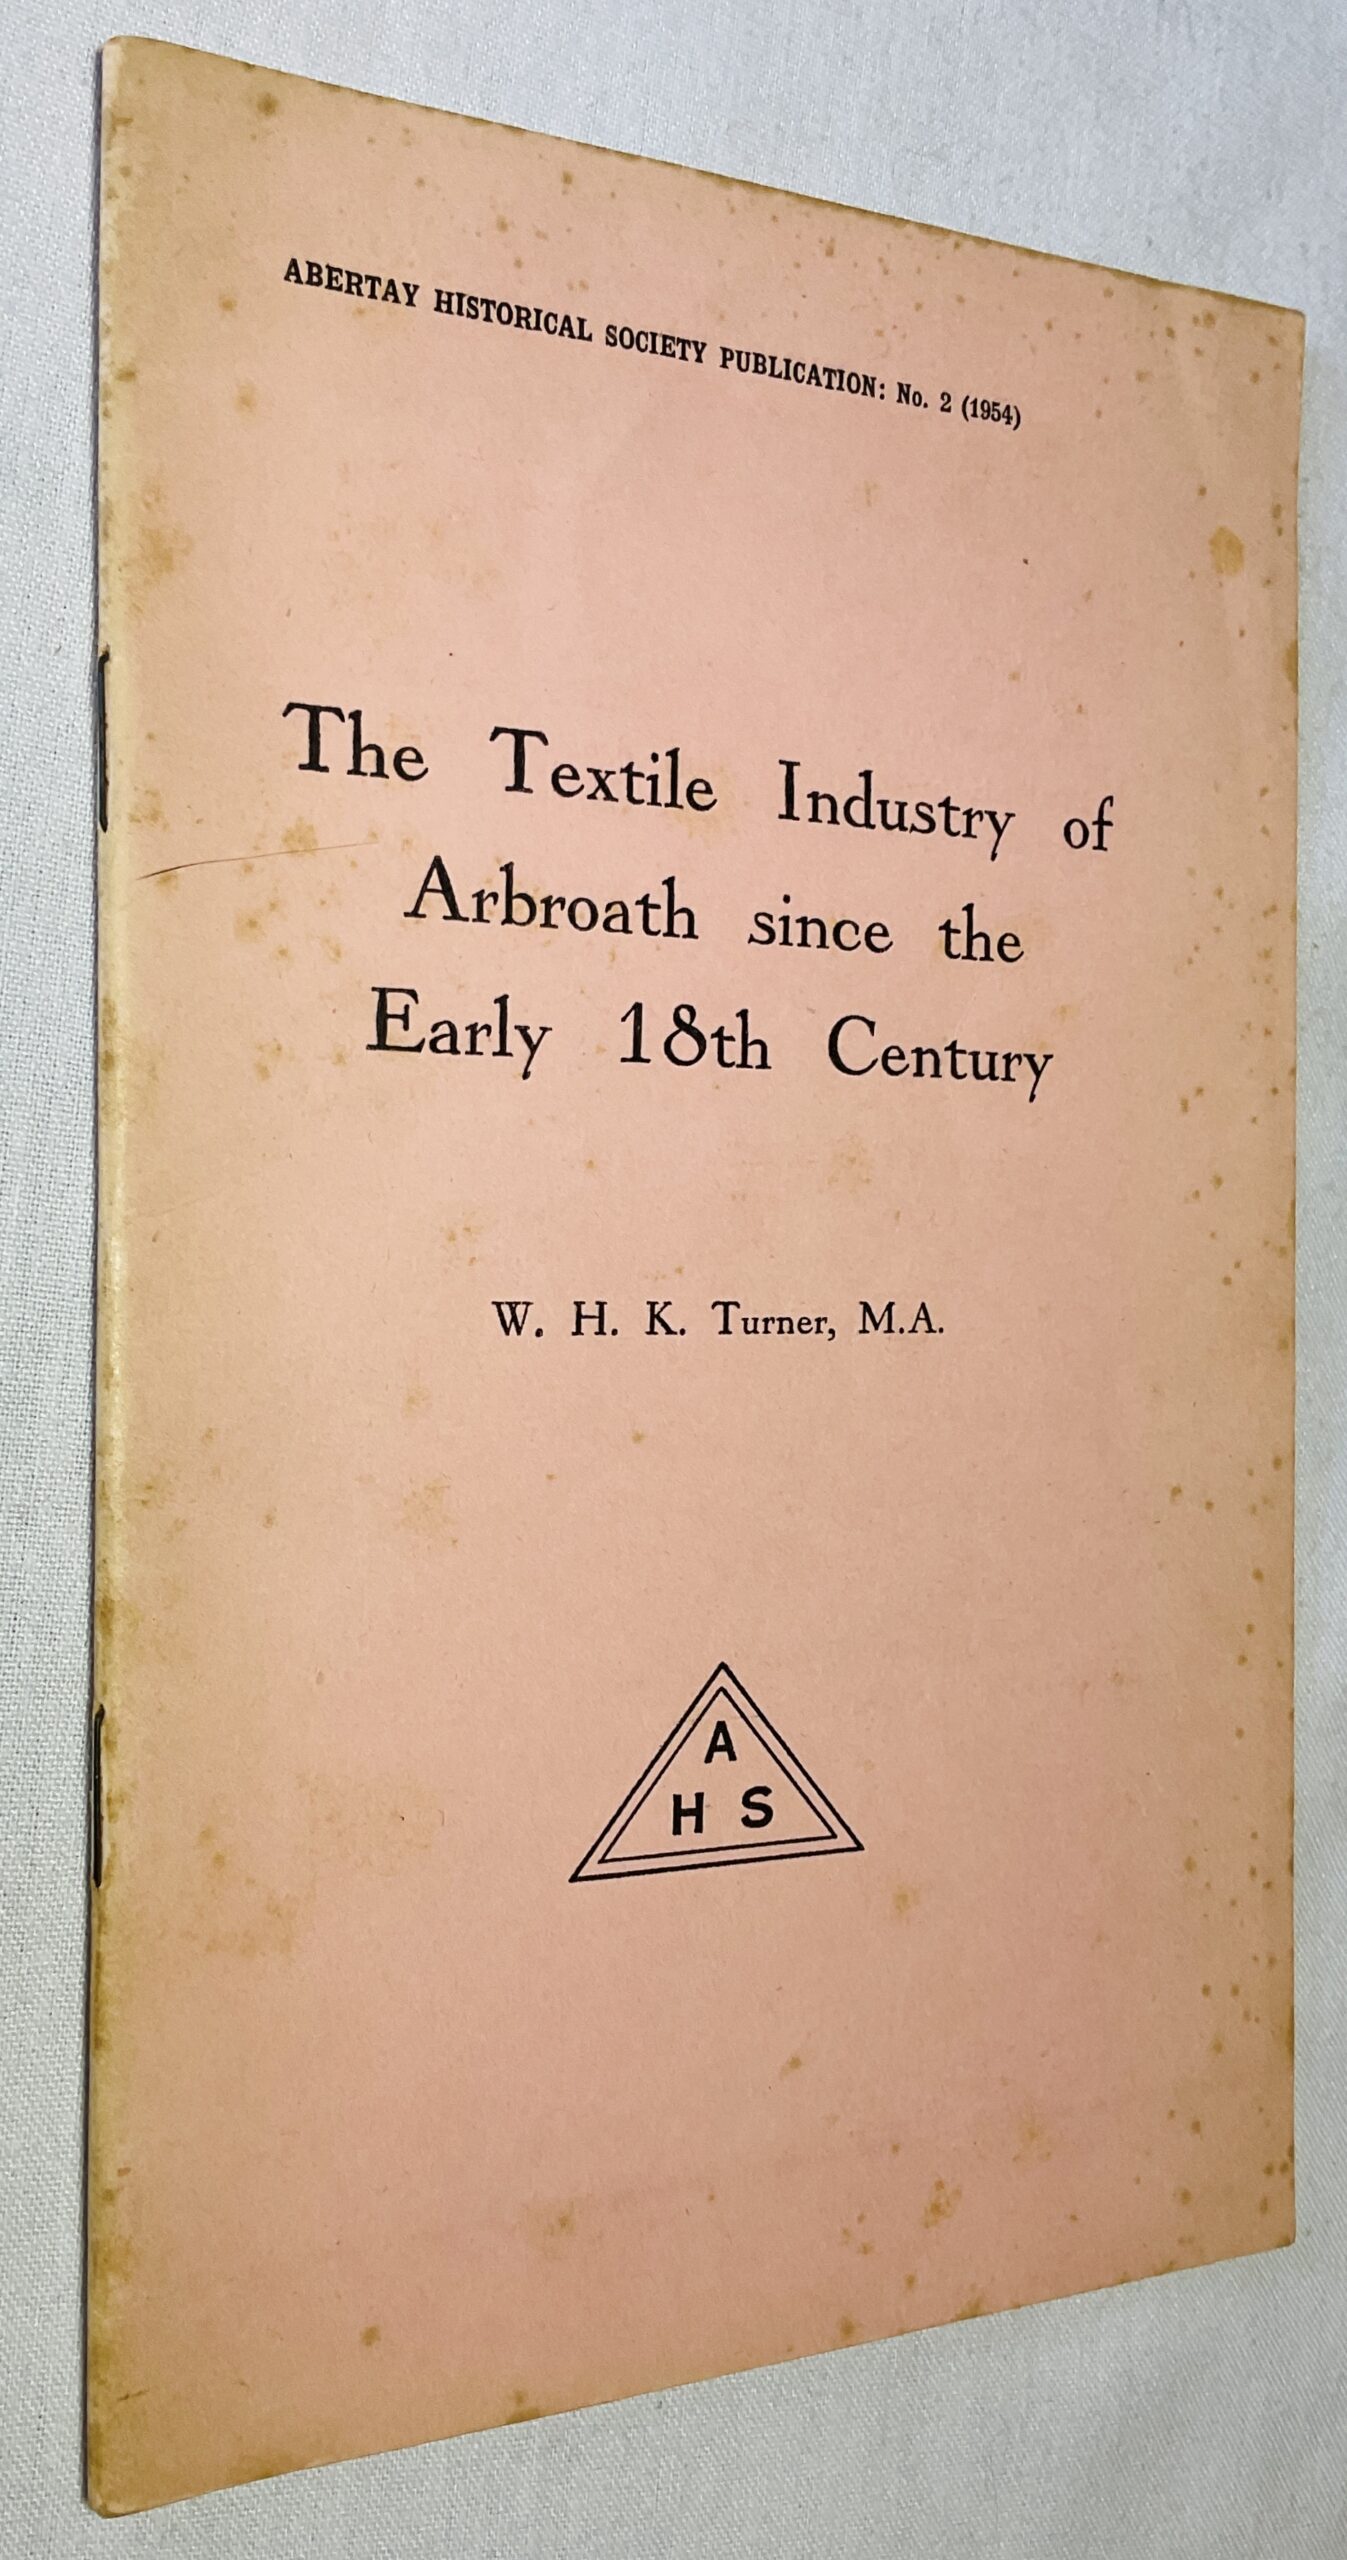 ABERTAY HISTORICAL SOCIETY PUBLICATION: No. 2 (1954)
The Textile Industry of
Arbroath since the
Early 18th Century
W. H. K. Turner, M.A.
A
H S